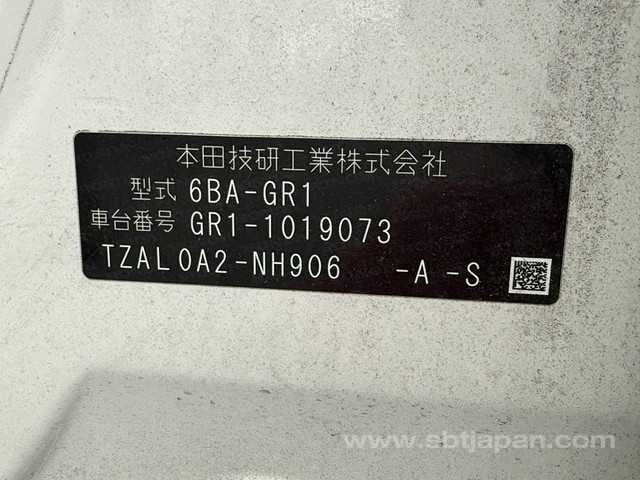 本田技研工業株式会社
型式 6BA-GR1
車台番号 GR1-1019073
TZAL0A2-NH906 -A -S
www.sbtjapan.com